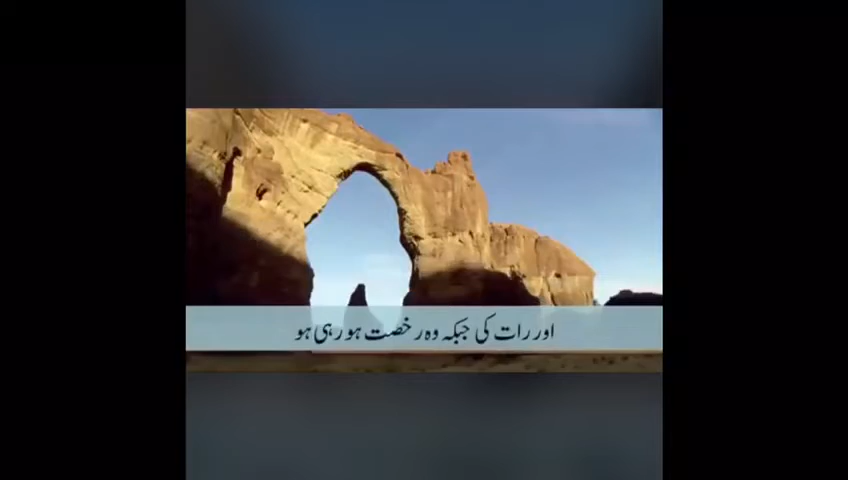 اور رات کی جبکہ وہ رخصت ہو رہی ہو